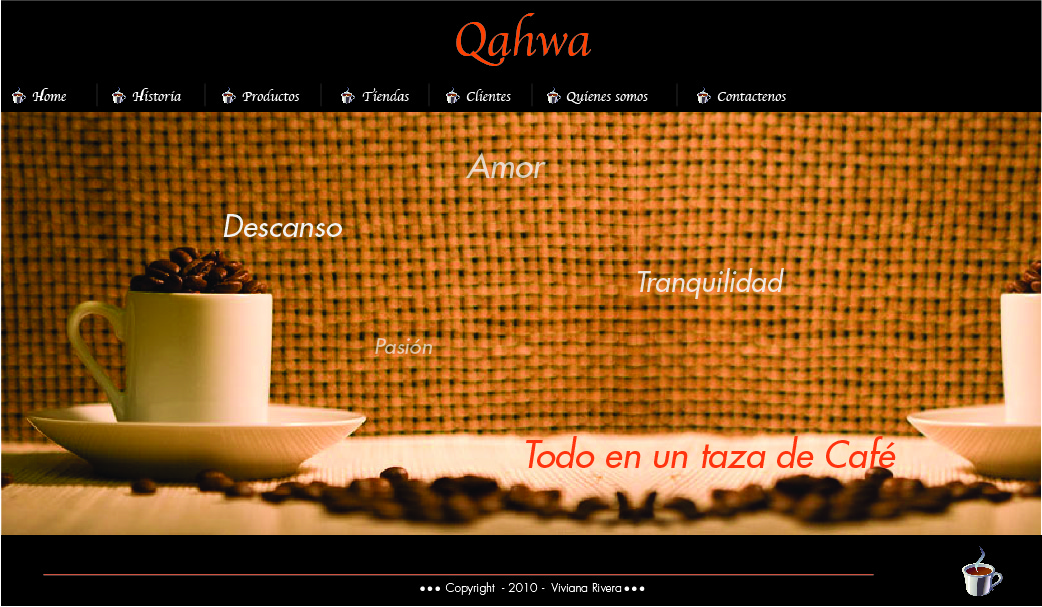 Qahwa
Home Historia Productos Tiendas Clientes Quienes somos Contactenos
Amor
Descanso
Tranquilidad
Pasión
Todo en un taza de Café
••• Copyright - 2010 - Viviana Rivera •••